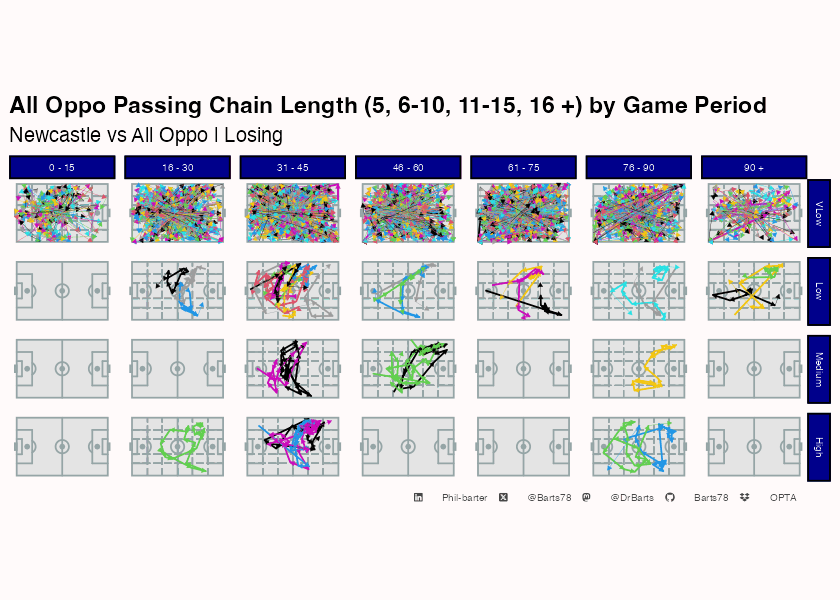 All Oppo Passing Chain Length (5, 6-10, 11-15, 16 +) by Game Period
Newcastle vs All Oppo | Losing
0 - 15 16 - 30 31 - 45 46 - 60 61 - 75 76 - 90 90 +
V.Low
Low
Medium
High
Phil-barter @Barts78 @DrBarts Barts78 OPTA